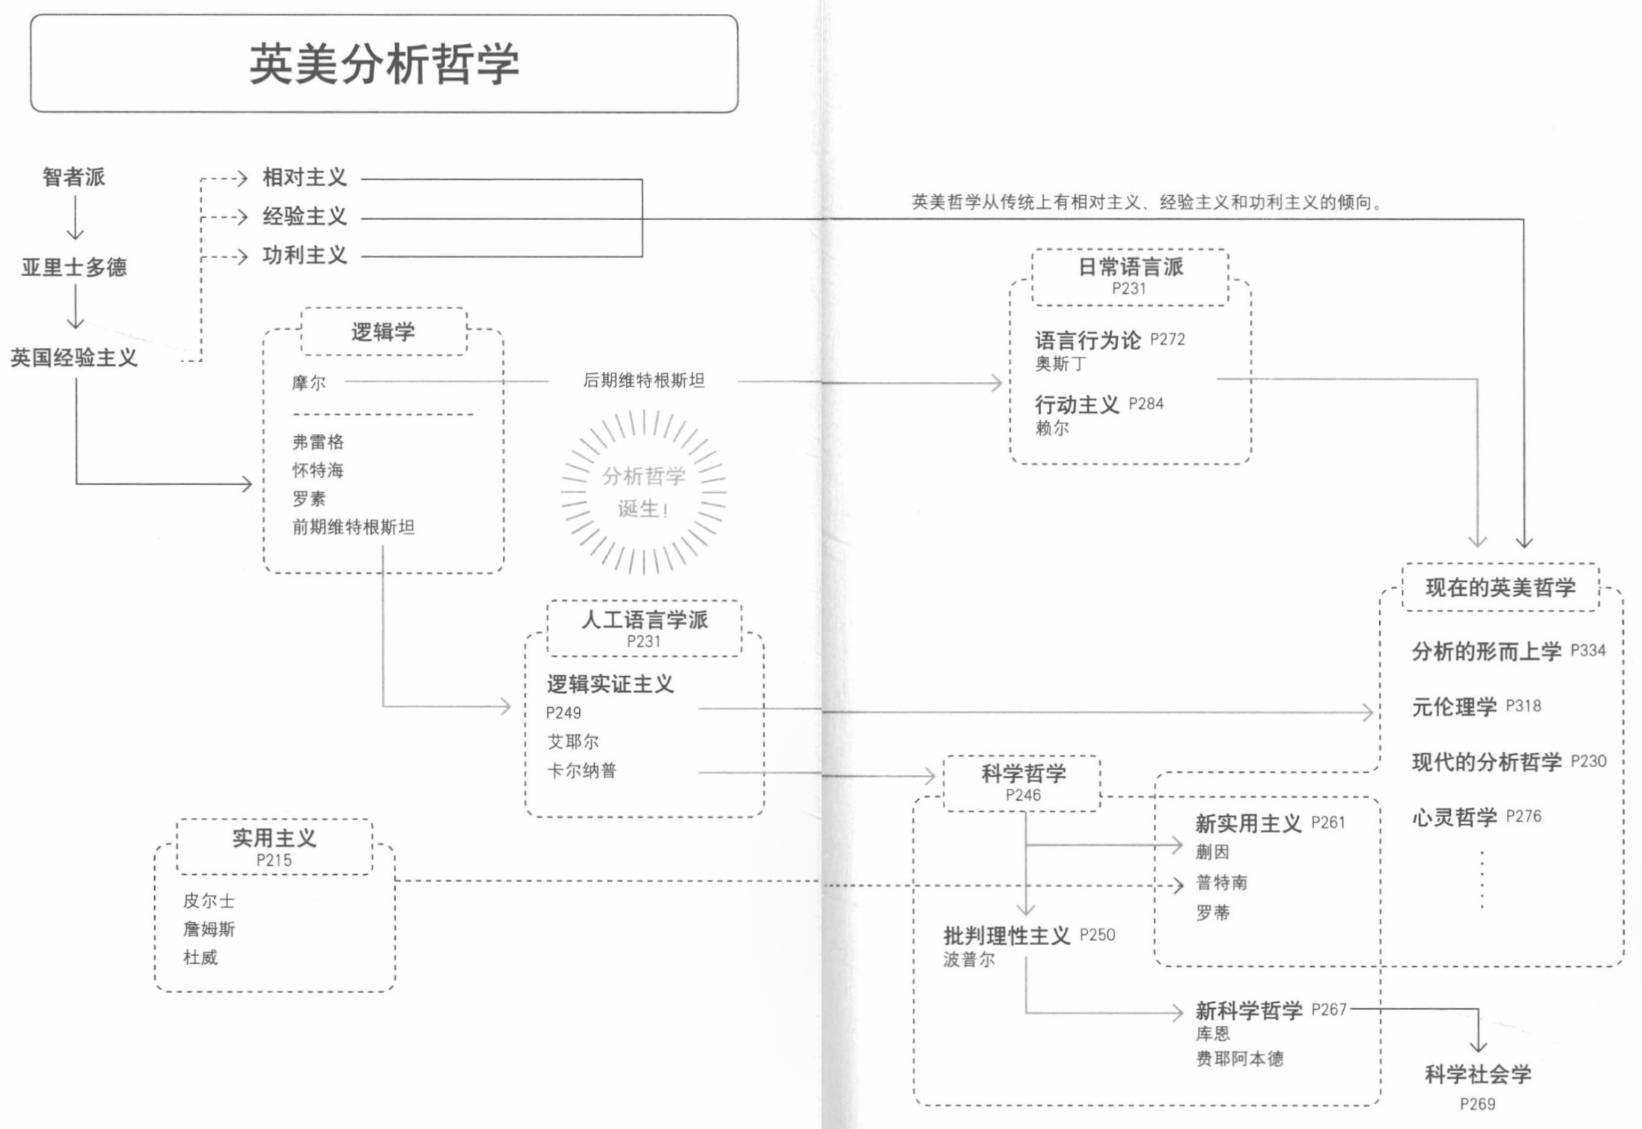 英美分析哲学
智者派
亚里士多德
英国经验主义
相对主义
经验主义
功利主义
英美哲学从传统上有相对主义、经验主义和功利主义的倾向。
逻辑学
摩尔
弗雷格
怀特海
罗素
前期维特根斯坦
后期维特根斯坦
分析哲学
诞生！
日常语言派
P231
语言行为论 P272
奥斯丁
行动主义 P284
赖尔
人工语言学派
P231
逻辑实证主义
P249
艾耶尔
卡尔纳普
实用主义
P215
皮尔士
詹姆斯
杜威
科学哲学
P246
新实用主义 P261
蒯因
普特南
罗蒂
批判理性主义 P250
波普尔
新科学哲学 P267
库恩
费耶阿本德
科学社会学
P269
现在的英美哲学
分析的形而上学 P334
元伦理学 P318
现代的分析哲学 P230
心灵哲学 P276